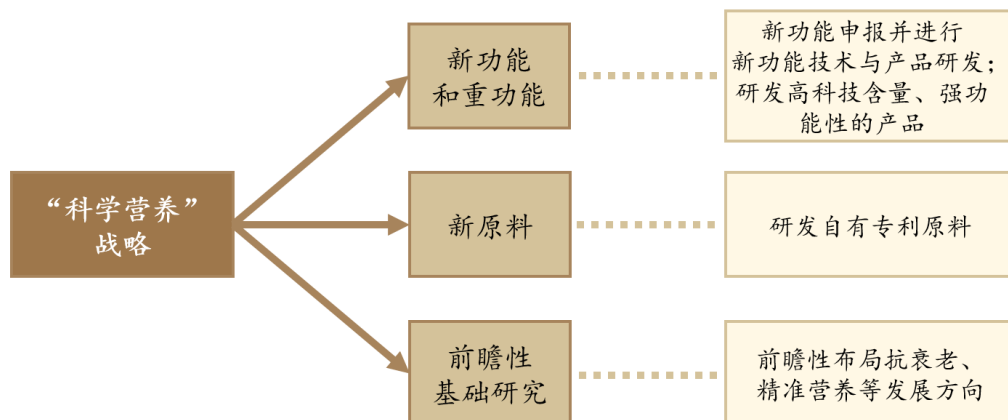 “科学营养”
战略
新功能
和重功能
新功能申报并进行
新功能技术与产品研发；
研发高科技含量、强功
能性的产品
新原料
研发自有专利原料
前瞻性
基础研究
前瞻性布局抗衰老、
精准营养等发展方向